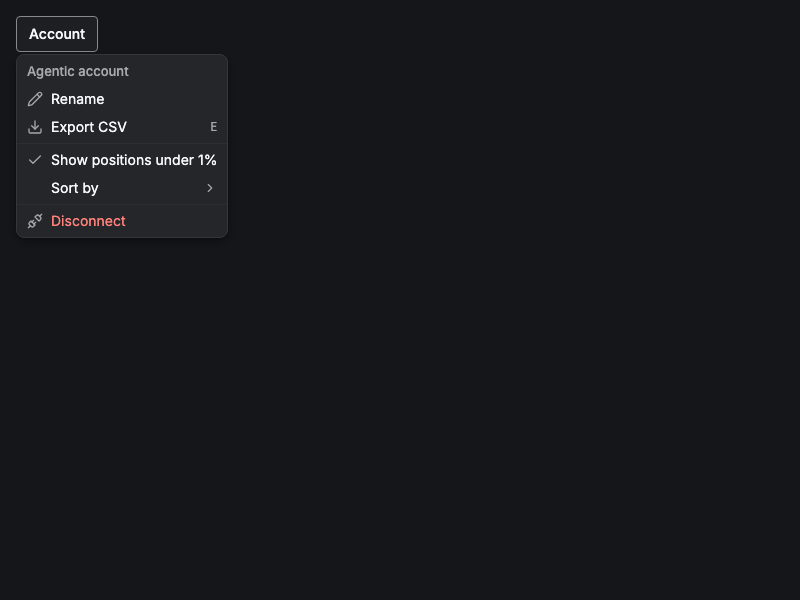 Account
Agentic account
Rename
Export CSV E
Show positions under 1%
Sort by
Disconnect